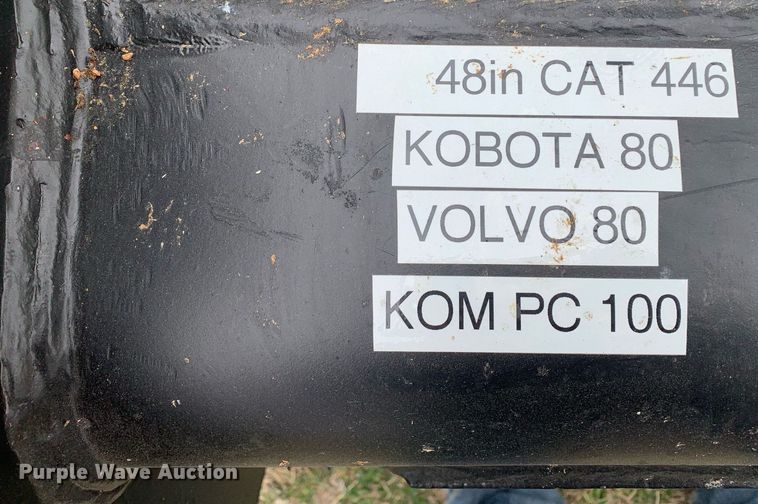 48in CAT 446
KOBOTA 80
VOLVO 80
KOM PC 100
Purple Wave Auction